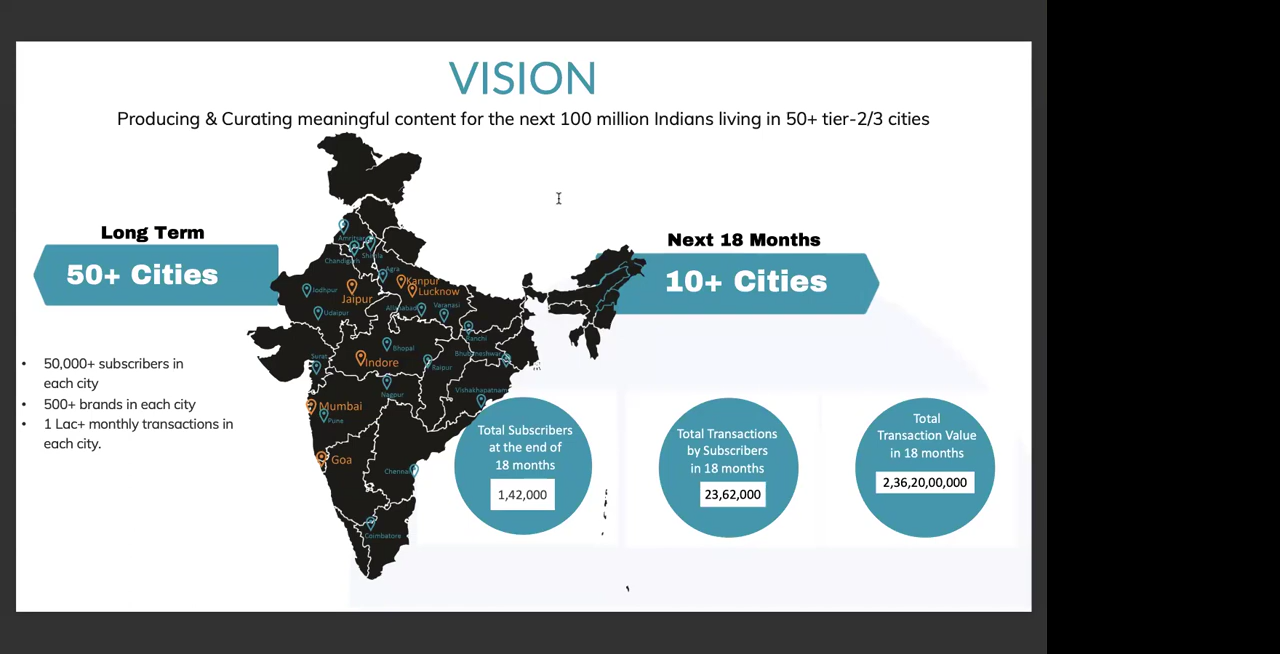 VISION
Producing & Curating meaningful content for the next 100 million Indians living in 50+ tier-2/3 cities
Long Term
50+ Cities
Next 18 Months
10+ Cities
• 50,000+ subscribers in
each city
• 500+ brands in each city
• 1 Lac+ monthly transactions in
each city.
Amritsar
Shimla
Chandigarh
Agra
Kanpur
Lucknow
Jodhpur
Jaipur
Allahabad
Varanasi
Udaipur
Ranchi
Bhopal
Bhubaneshwar
Surat
Indore
Raipur
Nagpur
Vishakhapatnam
Mumbai
Pune
Goa
Chennai
Coimbatore
Total Subscribers
at the end of
18 months
1,42,000
Total Transactions
by Subscribers
in 18 months
23,62,000
Total
Transaction Value
in 18 months
2,36,20,00,000